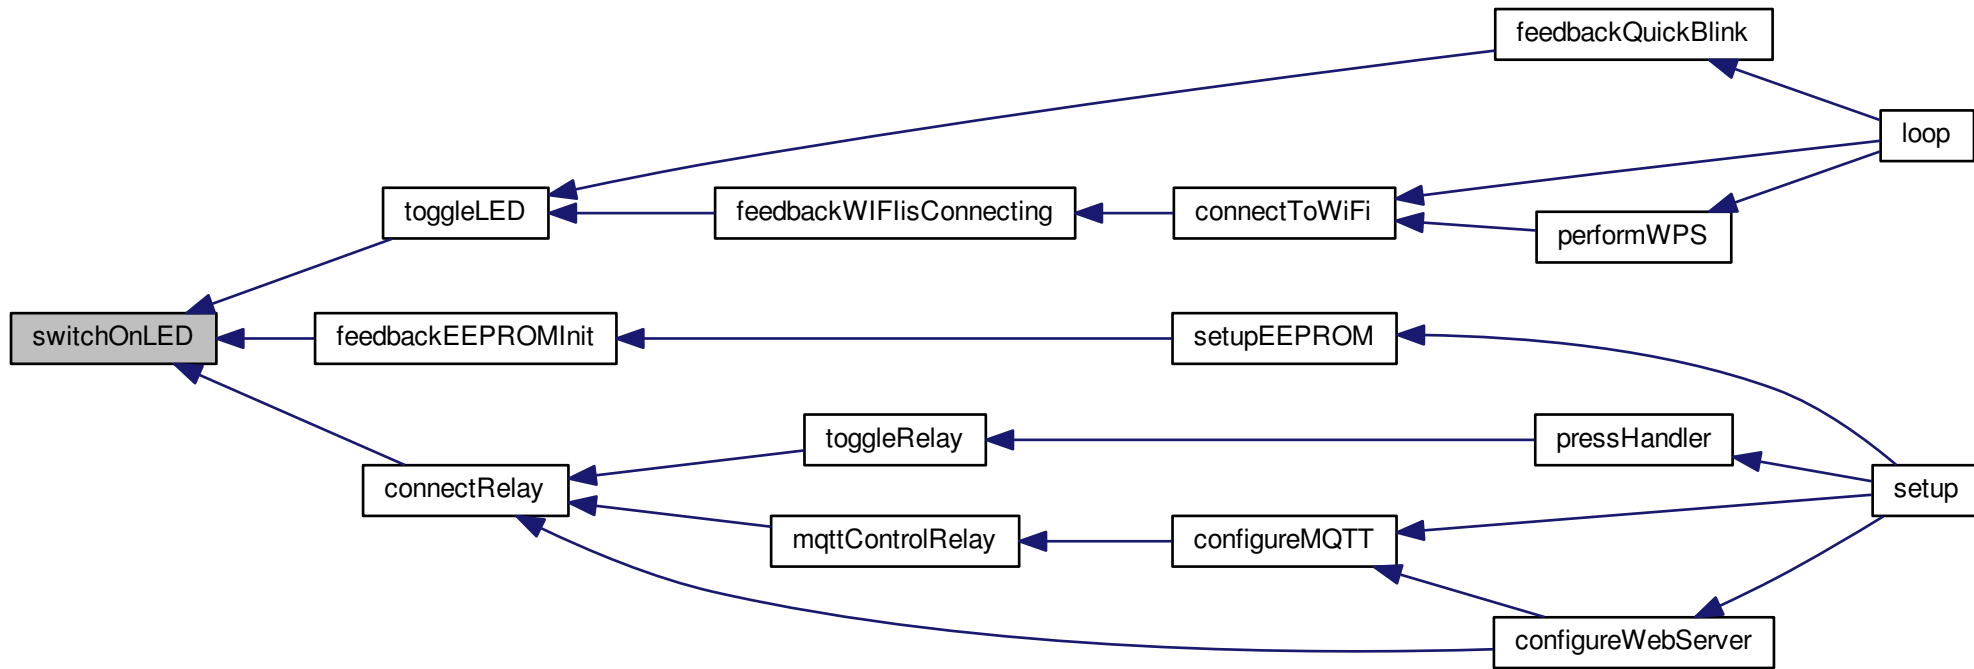 feedbackQuickBlink
loop
toggleLED
feedbackWIFIisConnecting
connectToWiFi
performWPS
switchOnLED
feedbackEEPROMInit
setupEEPROM
toggleRelay
pressHandler
connectRelay
setup
mqttControlRelay
configureMQTT
configureWebServer